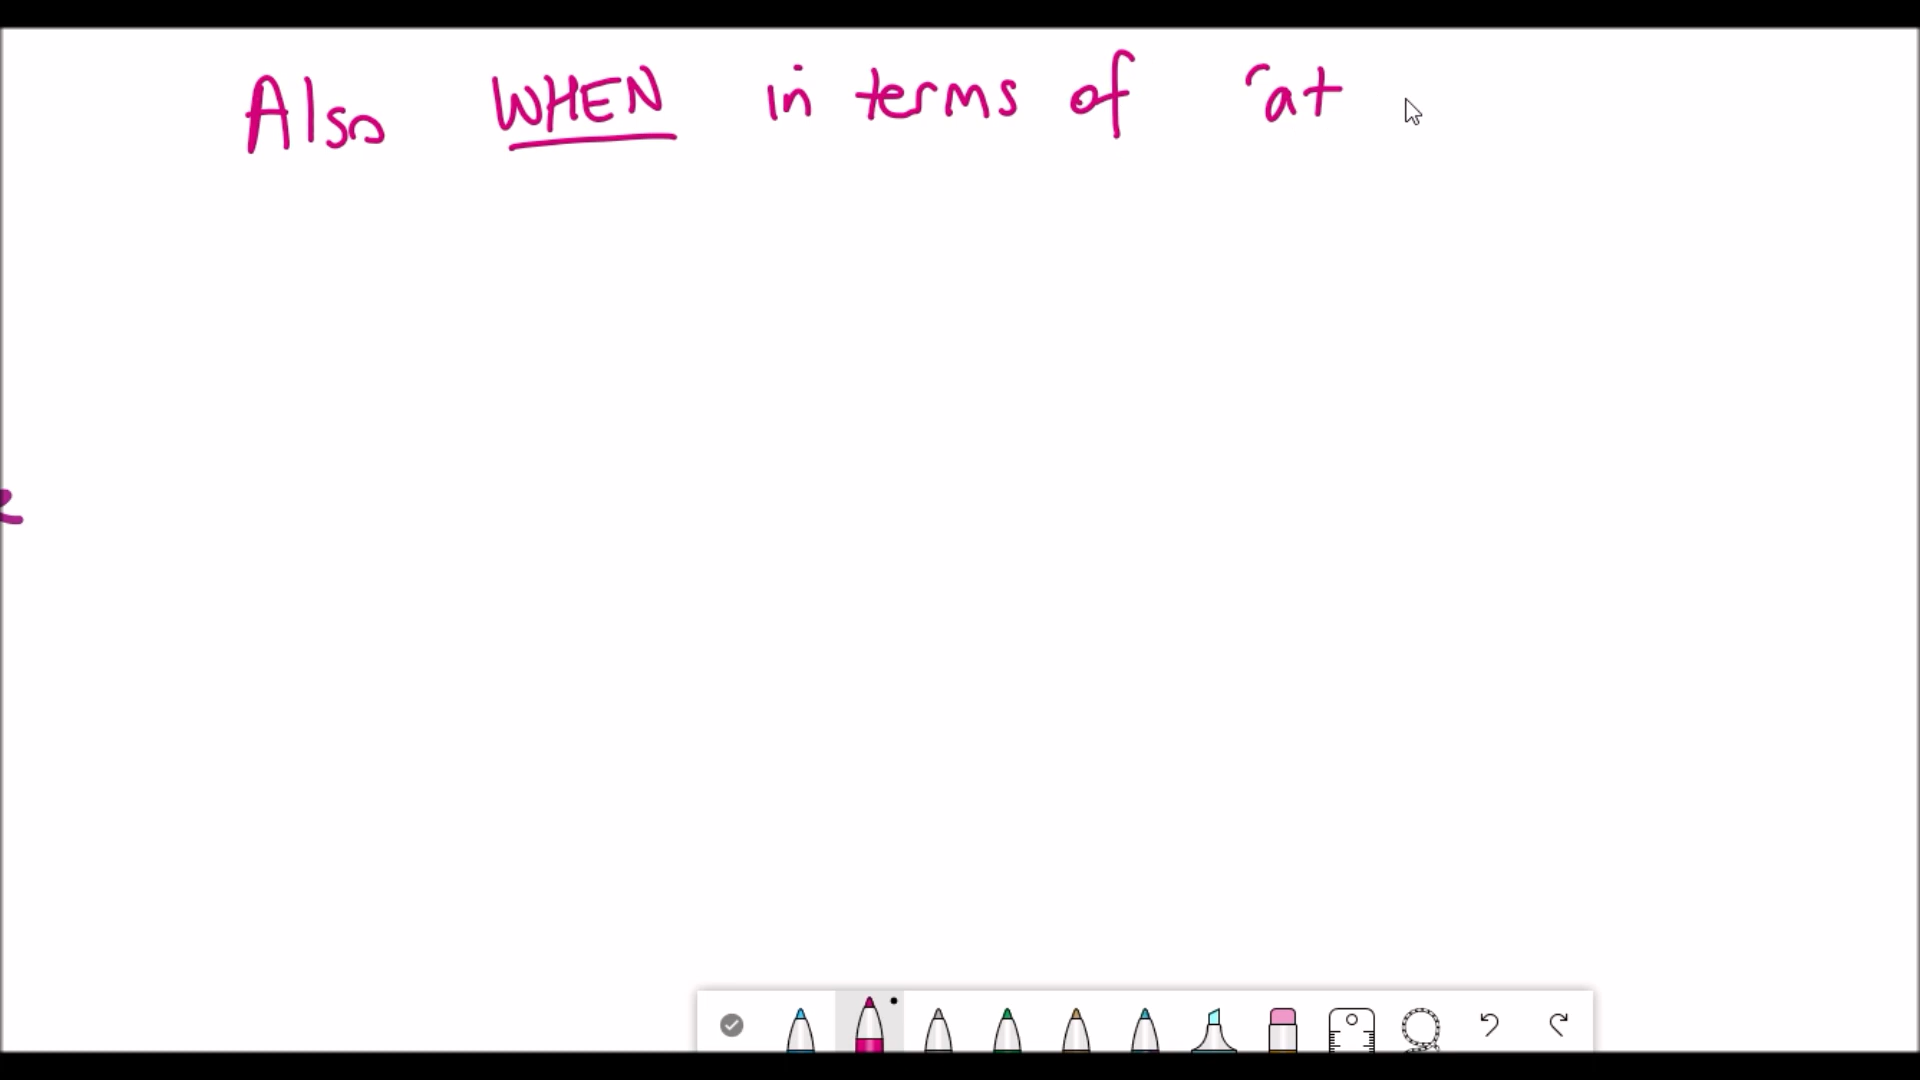 Also WHEN in terms of “at